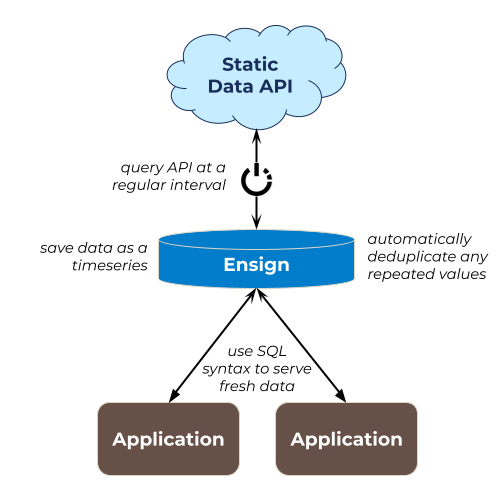 Static
Data API
query API at a
regular interval
save data as a
timeseries
Ensign
automatically
deduplicate any
repeated values
use SQL
syntax to serve
fresh data
Application
Application